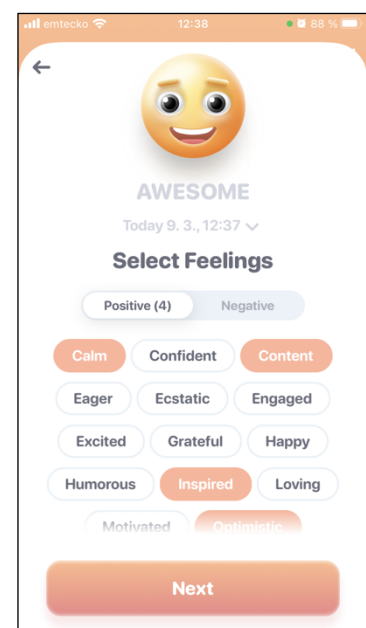 emtecko 12:38 88 %
AWESOME
Today 9. 3., 12:37
Select Feelings
Positive (4) Negative
Calm Confident Content
Eager Ecstatic Engaged
Excited Grateful Happy
Humorous Inspired Loving
Motivated Optimistic
Next